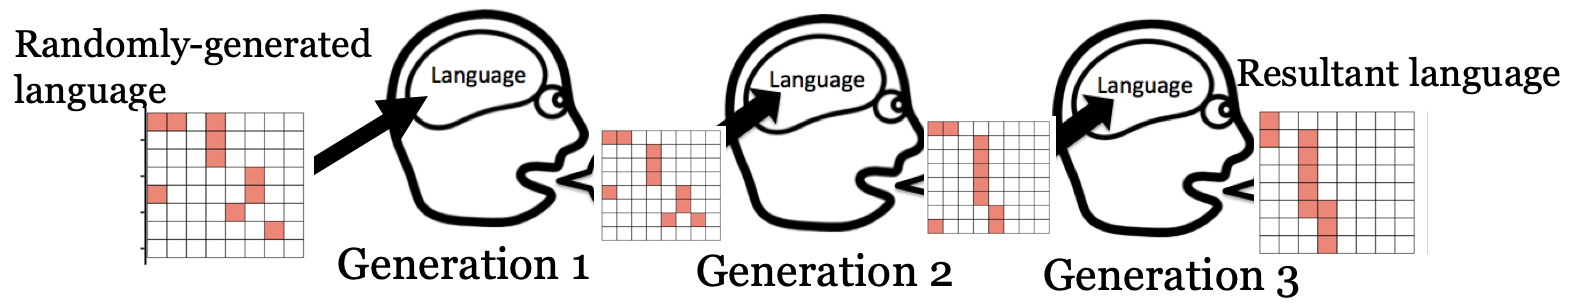 Randomly-generated
language
Language
Language
Language
Resultant language
Generation 1
Generation 2
Generation 3